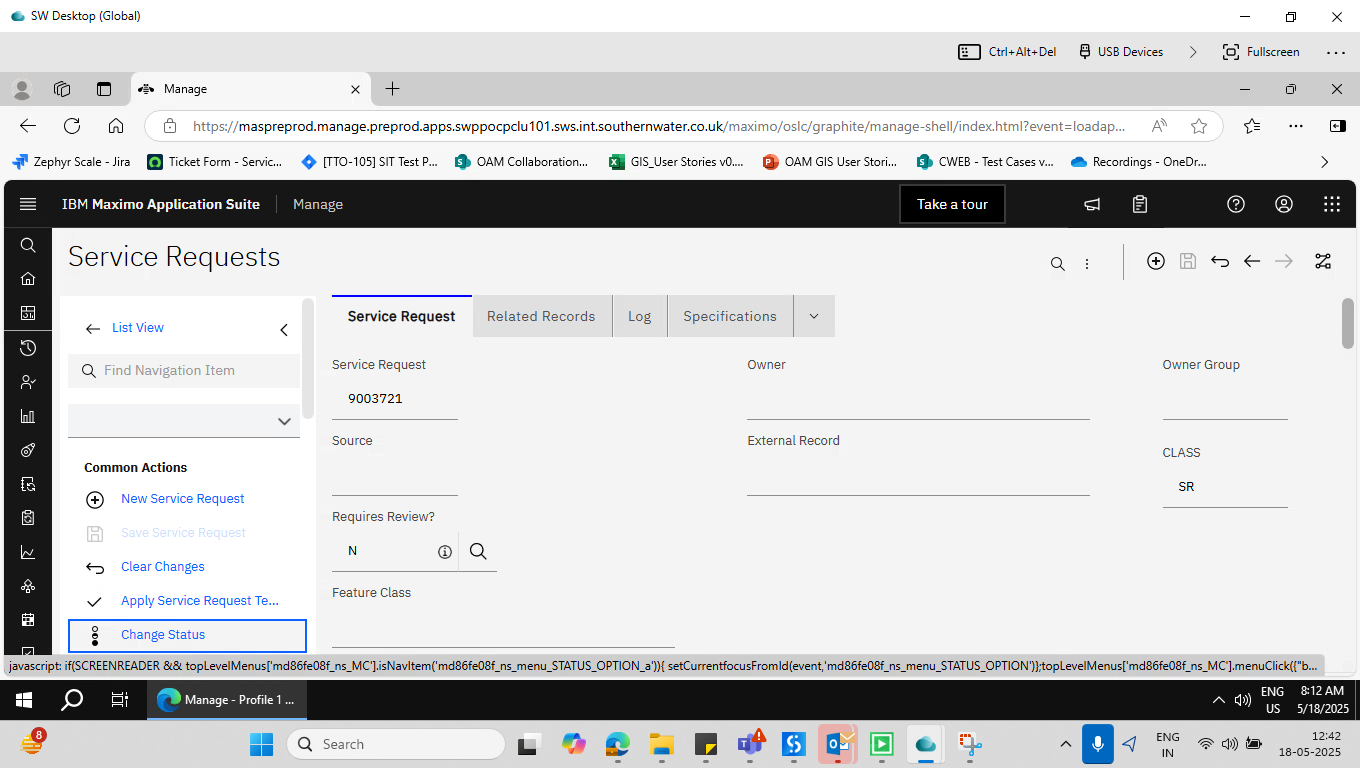 SW Desktop (Global)
Ctrl+Alt+Del
USB Devices
Fullscreen
Manage
https://maspreprod.manage.preprod.apps.swppocpclu101.sws.int.southernwater.co.uk/maximo/oslc/graphite/manage-shell/index.html?event=loadap...
Zephyr Scale - Jira
Ticket Form - Servic...
[TTO-105] SIT Test P...
OAM Collaboration...
GIS_User Stories v0....
OAM GIS User Stori...
CWEB - Test Cases v...
Recordings - OneDr...
IBM Maximo Application Suite
Manage
Take a tour
Service Requests
List View
Find Navigation Item
Common Actions
New Service Request
Save Service Request
Clear Changes
Apply Service Request Te...
Change Status
Service Request
Related Records
Log
Specifications
Service Request
Owner
Owner Group
9003721
Source
External Record
CLASS
SR
Requires Review?
N
Feature Class
javascript: if(SCREENREADER && topLevelMenus['md86fe08f_ns_MC'].isNavItem('md86fe08f_ns_menu_STATUS_OPTION_a')){ setCurrentfocusFromId(event,'md86fe08f_ns_menu_STATUS_OPTION')};topLevelMenus['md86fe08f_ns_MC'].menuClick({"b...
Manage - Profile 1 ...
ENG
US
8:12 AM
5/18/2025
8
Search
ENG
IN
12:42
18-05-2025